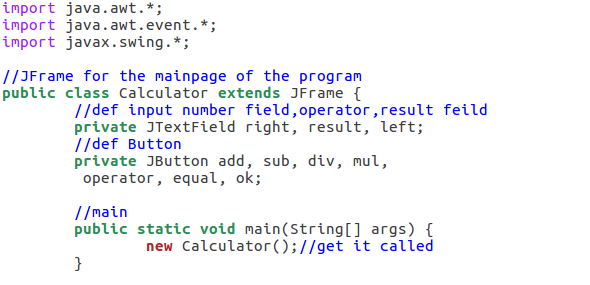 import java.awt.*;
import java.awt.event.*;
import javax.swing.*;
//JFrame for the mainpage of the program
public class Calculator extends JFrame {
//def input number field,operator,result feild
private JTextField right, result, left;
//def Button
private JButton add, sub, div, mul,
operator, equal, ok;
//main
public static void main(String[] args) {
new Calculator();//get it called
}